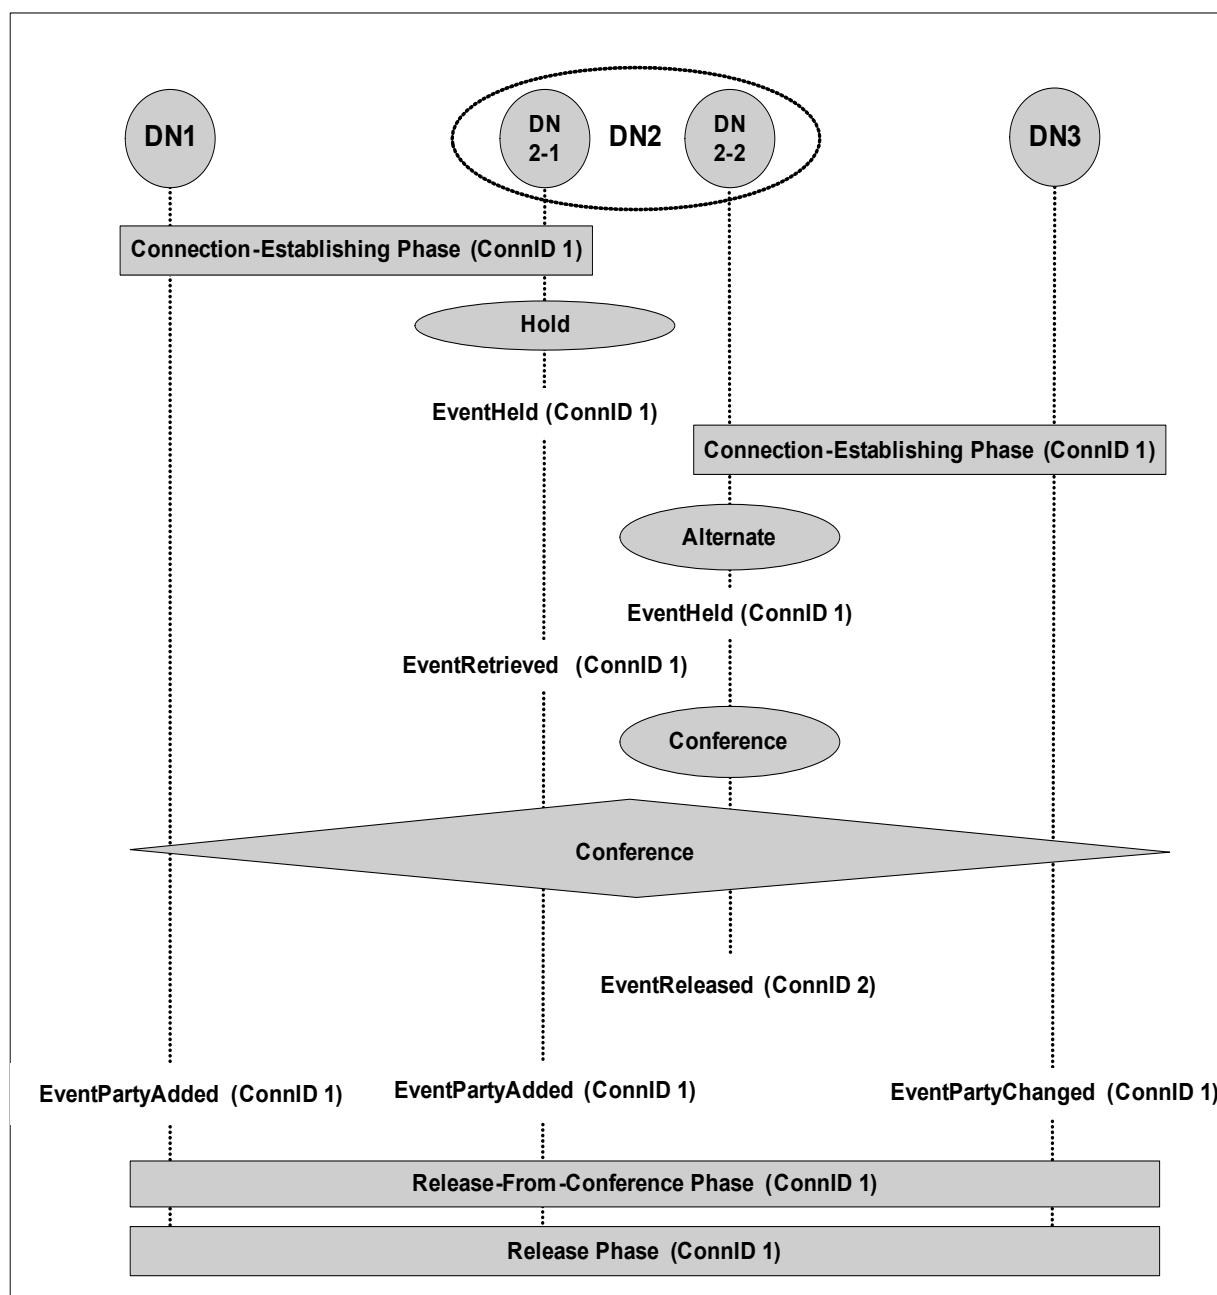 DN1
DN
2-1
DN2
DN
2-2
DN3
Connection-Establishing Phase (ConnID 1)
Hold
EventHeld (ConnID 1)
Connection-Establishing Phase (ConnID 1)
Alternate
EventHeld (ConnID 1)
EventRetrieved (ConnID 1)
Conference
Conference
EventReleased (ConnID 2)
EventPartyAdded (ConnID 1)
EventPartyAdded (ConnID 1)
EventPartyChanged (ConnID 1)
Release-From-Conference Phase (ConnID 1)
Release Phase (ConnID 1)